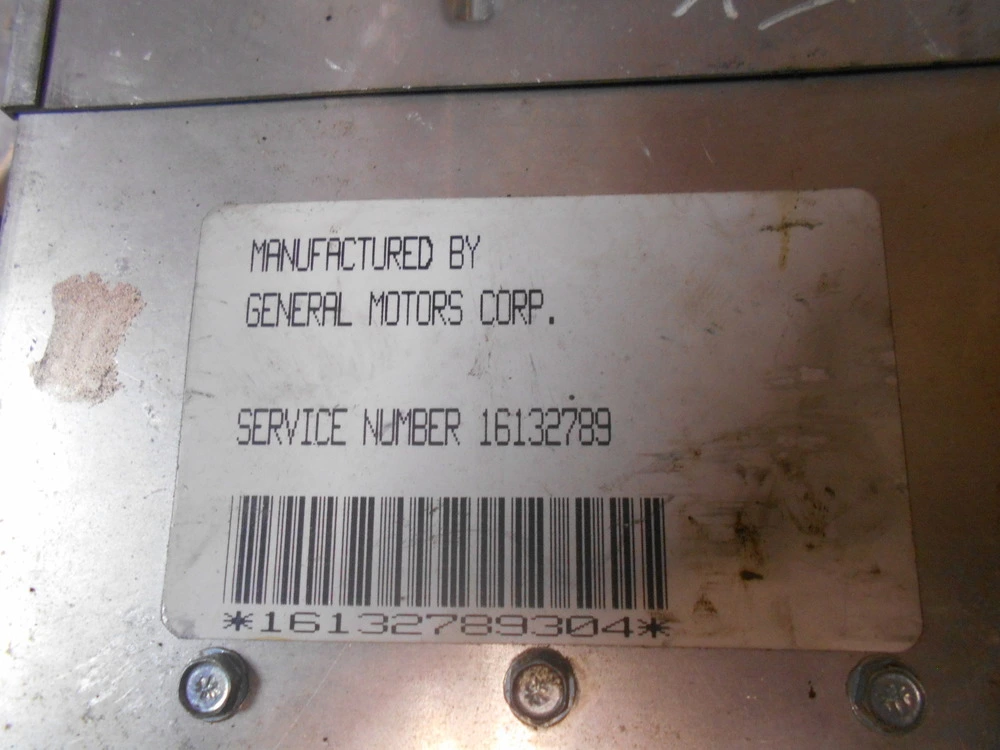 MANUFACTURED BY
GENERAL MOTORS CORP.
SERVICE NUMBER 16132789
*16132789304*